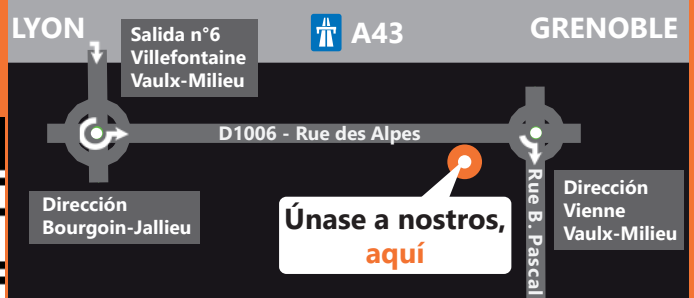 LYON
Salida n°6
Villefontaine
Vaulx-Milieu
A43
GRENOBLE
D1006 - Rue des Alpes
Dirección
Bourgoin-Jallieu
Únase a nostros,
aquí
Rue B. Pascal
Dirección
Vienne
Vaulx-Milieu